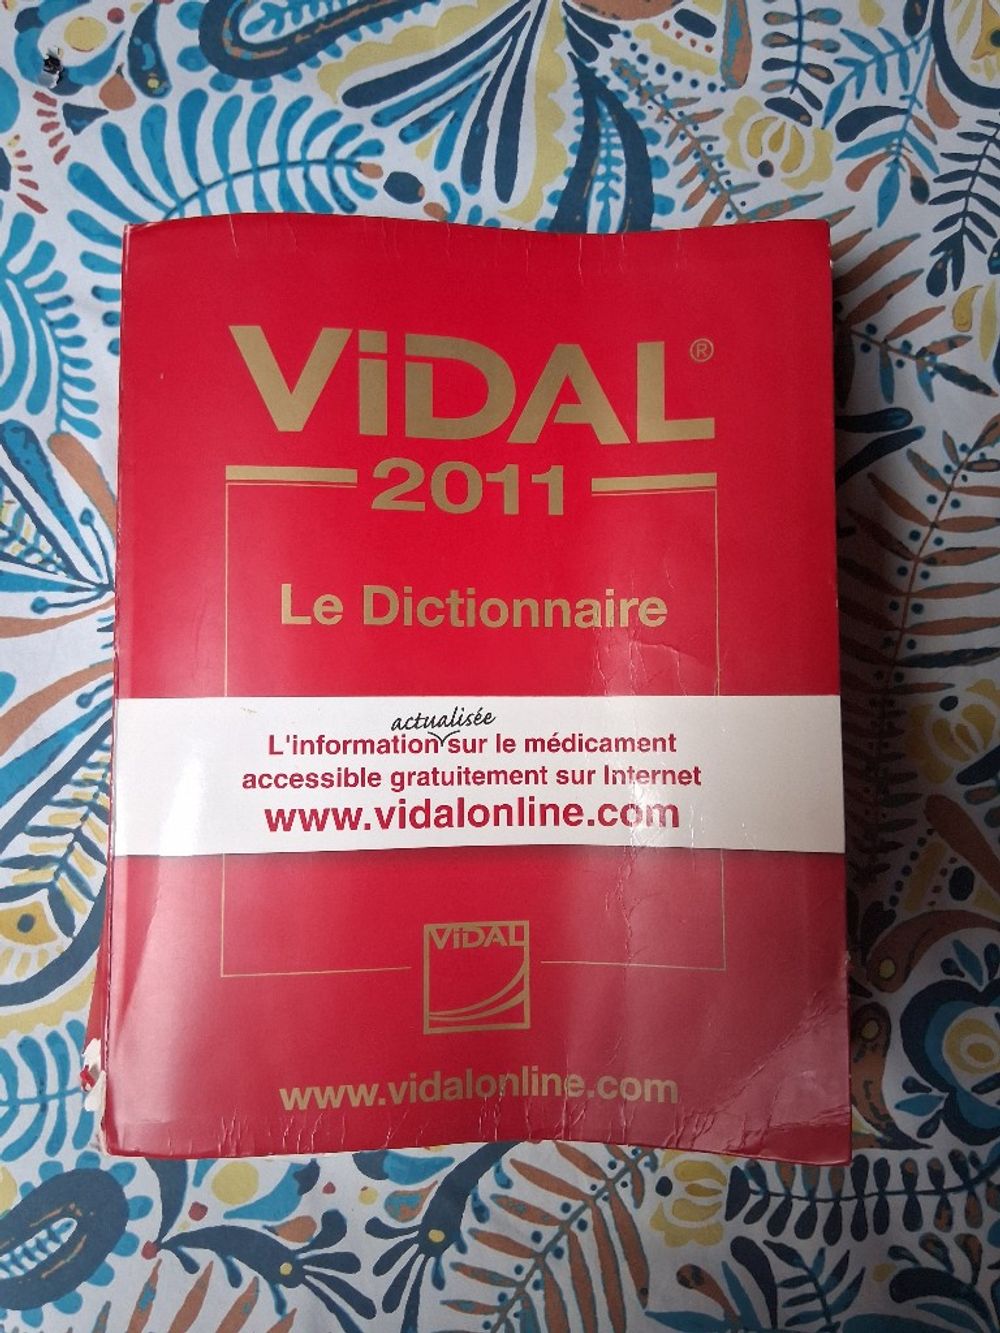 ViDAL®
2011
Le Dictionnaire
actualisée
L'information sur le médicament
accessible gratuitement sur Internet
www.vidalonline.com
ViDAL
www.vidalonline.com